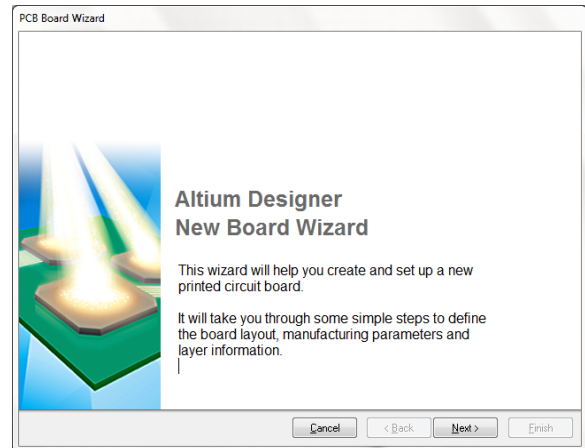 PCB Board Wizard
Altium Designer
New Board Wizard
This wizard will help you create and set up a new
printed circuit board.
It will take you through some simple steps to define
the board layout, manufacturing parameters and
layer information.
Cancel
< Back
Next >
Finish